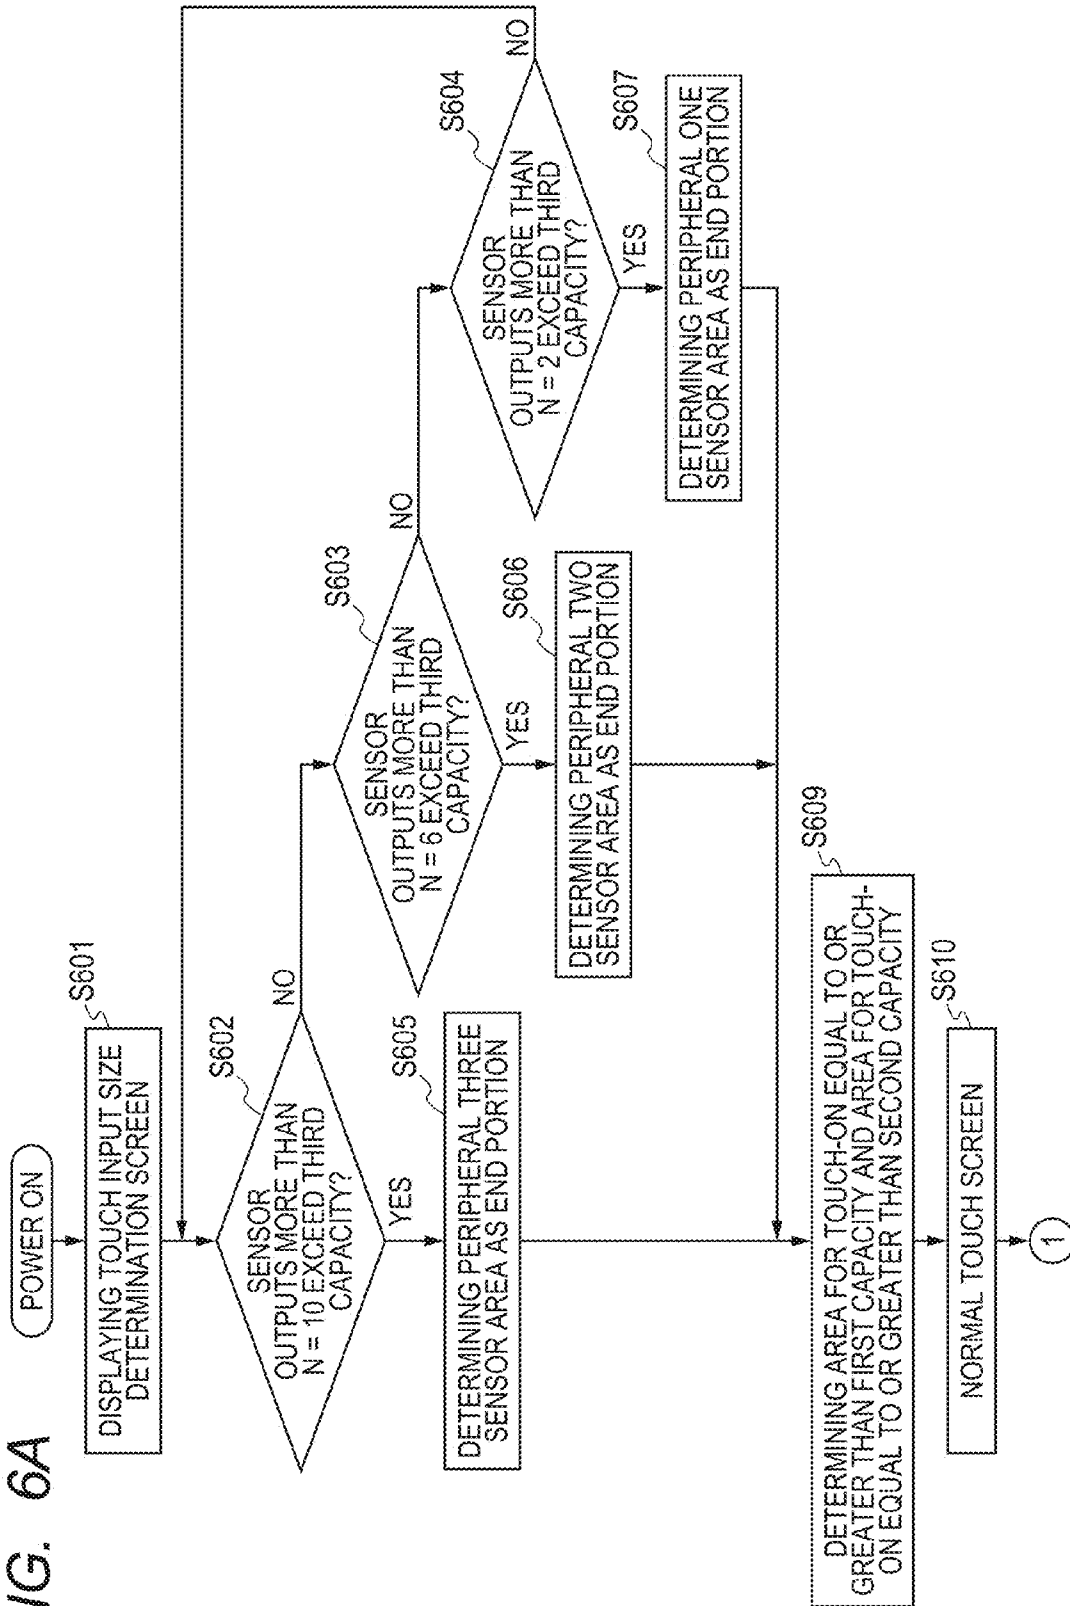 IG. 6A
POWER ON
S601
DISPLAYING TOUCH INPUT SIZE
DETERMINATION SCREEN
S602
SENSOR
OUTPUTS MORE THAN
N = 10 EXCEED THIRD
CAPACITY?
NO
YES
S603
SENSOR
OUTPUTS MORE THAN
N = 6 EXCEED THIRD
CAPACITY?
NO
YES
S604
SENSOR
OUTPUTS MORE THAN
N = 2 EXCEED THIRD
CAPACITY?
NO
YES
S605
DETERMINING PERIPHERAL THREE
SENSOR AREA AS END PORTION
S606
DETERMINING PERIPHERAL TWO
SENSOR AREA AS END PORTION
S607
DETERMINING PERIPHERAL ONE
SENSOR AREA AS END PORTION
S609
DETERMINING AREA FOR TOUCH-ON EQUAL TO OR
GREATER THAN FIRST CAPACITY AND AREA FOR TOUCH-
ON EQUAL TO OR GREATER THAN SECOND CAPACITY
S610
NORMAL TOUCH SCREEN
1